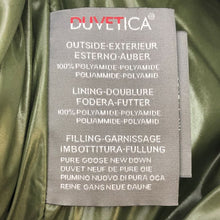 DUVETICA
OUTSIDE-EXTERIEUR
ESTERNO-AUBER
100% POLYAMIDE-POLYAMIDE
POLIAMMIDE-POLYAMID
LINING-DOUBLURE
FODERA-FUTTER
100% POLYAMIDE-POLYAMIDE
POLIAMMIDE-POLYAMID
FILLING-GARNISSAGE
IMBOTTITURA-FÜLLUNG
PURE GOOSE NEW DOWN
DUVET NEUF DE PURE OIE
PIUMINO NUOVO DI PURA OCA
REINE GANS NEUE DAUNE